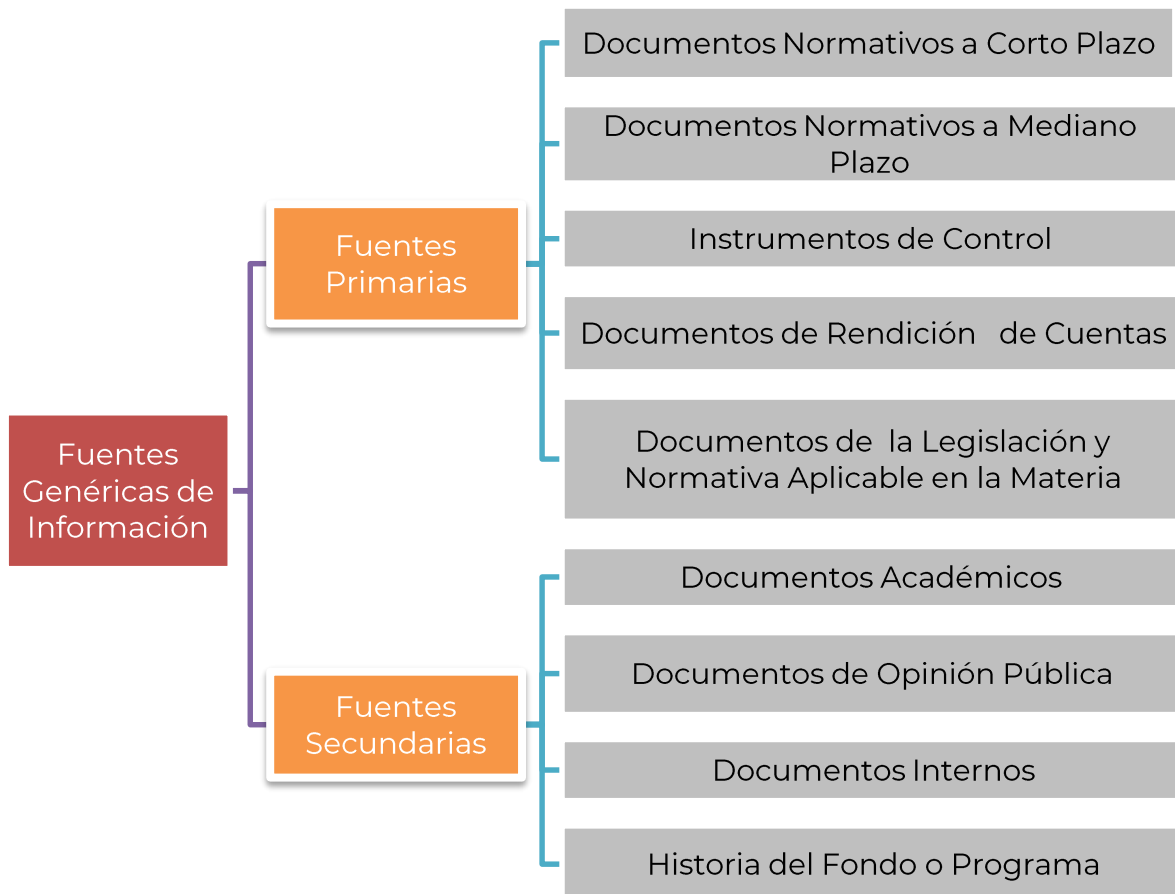 Fuentes
Genéricas de
Información
Fuentes
Primarias
Documentos Normativos a Corto Plazo
Documentos Normativos a Mediano
Plazo
Instrumentos de Control
Documentos de Rendición   de Cuentas
Documentos de  la Legislación y
Normativa Aplicable en la Materia
Fuentes
Secundarias
Documentos Académicos
Documentos de Opinión Pública
Documentos Internos
Historia del Fondo o Programa